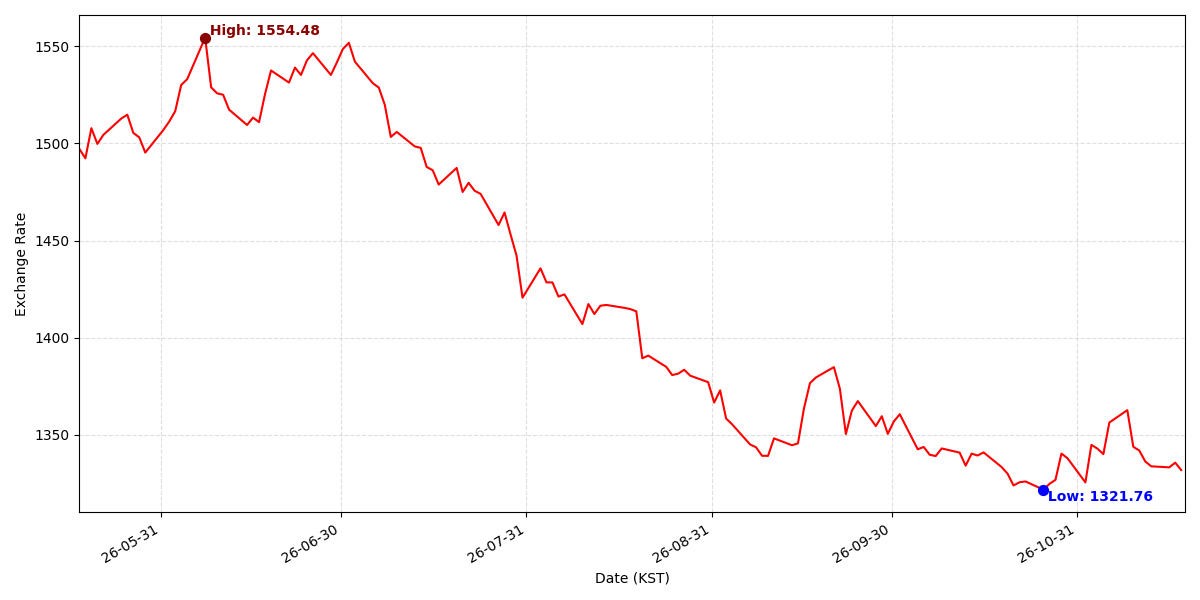 High: 1554.48
1550
1500
1450
1400
1350
Exchange Rate
Low: 1321.76
26-05-31
26-06-30
26-07-31
26-08-31
26-09-30
26-10-31
Date (KST)